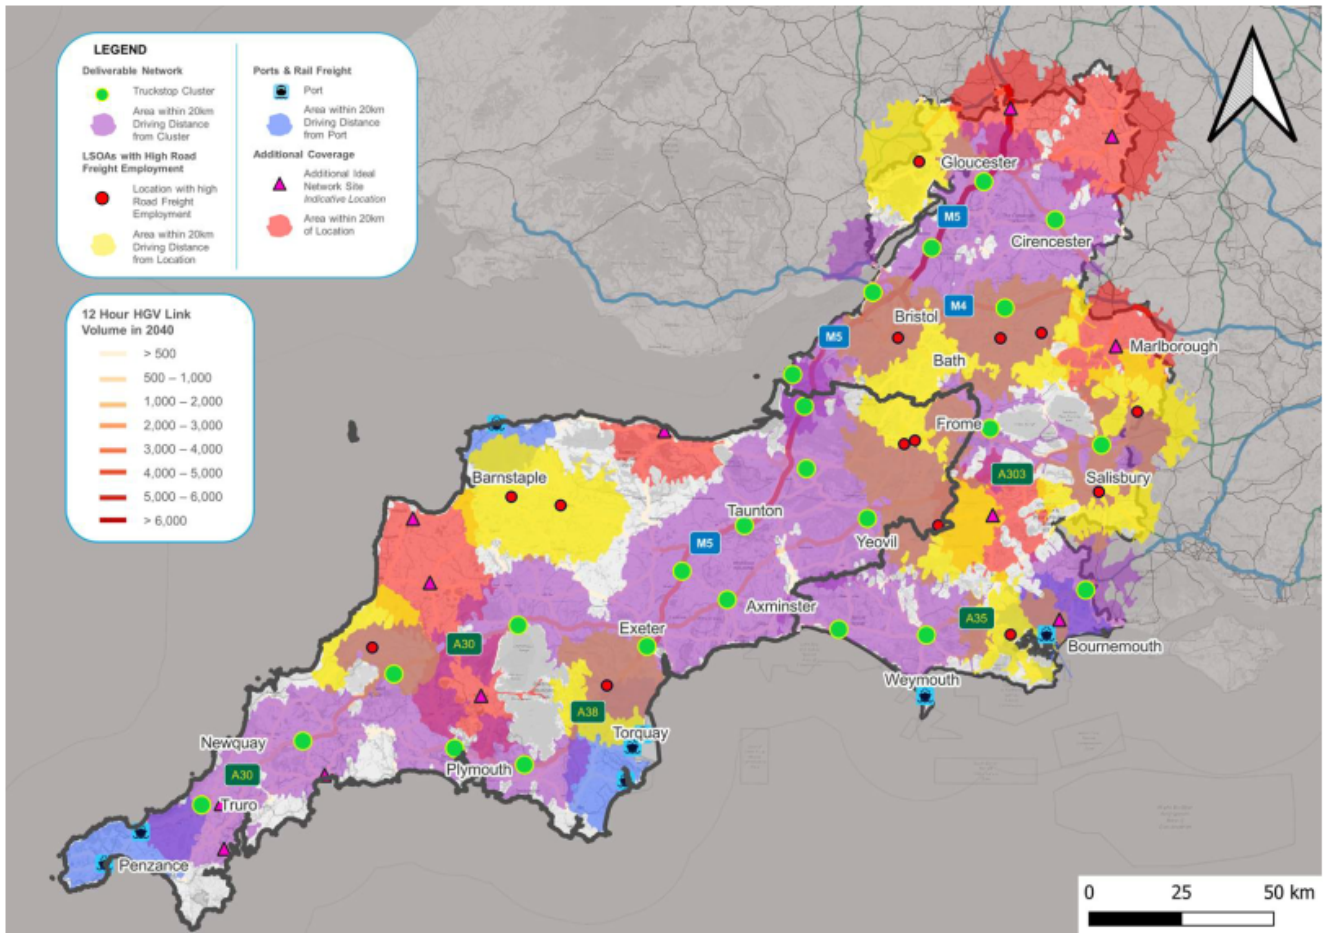 LEGEND
Deliverable Network
Truckstop Cluster
Area within 20km
Driving Distance
from Cluster
LSOAs with High Road
Freight Employment
Location with high
Road Freight
Employment
Area within 20km
Driving Distance
from Location
Ports & Rail Freight
Port
Area within 20km
Driving Distance
from Port
Additional Coverage
Additional Ideal
Network Site
Indicative Location
Area within 20km
of Location
12 Hour HGV Link
Volume in 2040
> 500
500 – 1,000
1,000 – 2,000
2,000 – 3,000
3,000 – 4,000
4,000 – 5,000
5,000 – 6,000
> 6,000
Gloucester
M5
Cirencester
M4
Bristol
M5
Marlborough
Bath
Frome
A303
Barnstaple
Salisbury
Taunton
Yeovil
M5
Axminster
A35
Exeter
A30
Bournemouth
Weymouth
A38
Torquay
Newquay
Plymouth
A30
Truro
Penzance
0 25 50 km